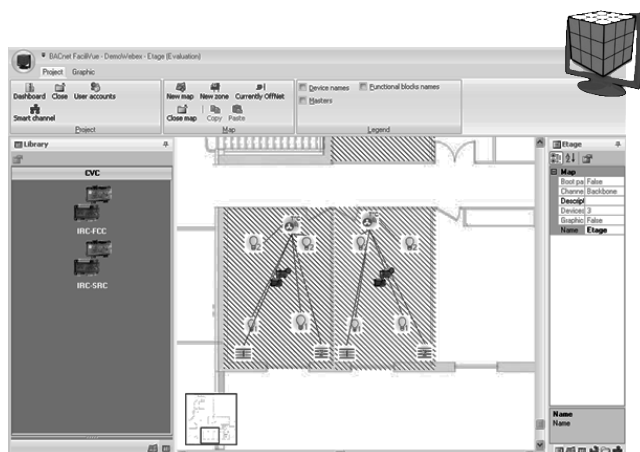 BACnet FaciliVue - DemoWebex - Etage (Evaluation)
Project Graphic
Dashboard Close User accounts
Smart channel
Project
New map New zone Currently OffNet
Close map Copy Paste
Map
Device names Functional blocks names
Masters
Legend
Library
CVC
IRC-FCC
IRC-SRC
Etage
Map
Boot pa False
Channe Backbone
Descripl
Devices 3
Graphic False
Name Etage
Name
Name